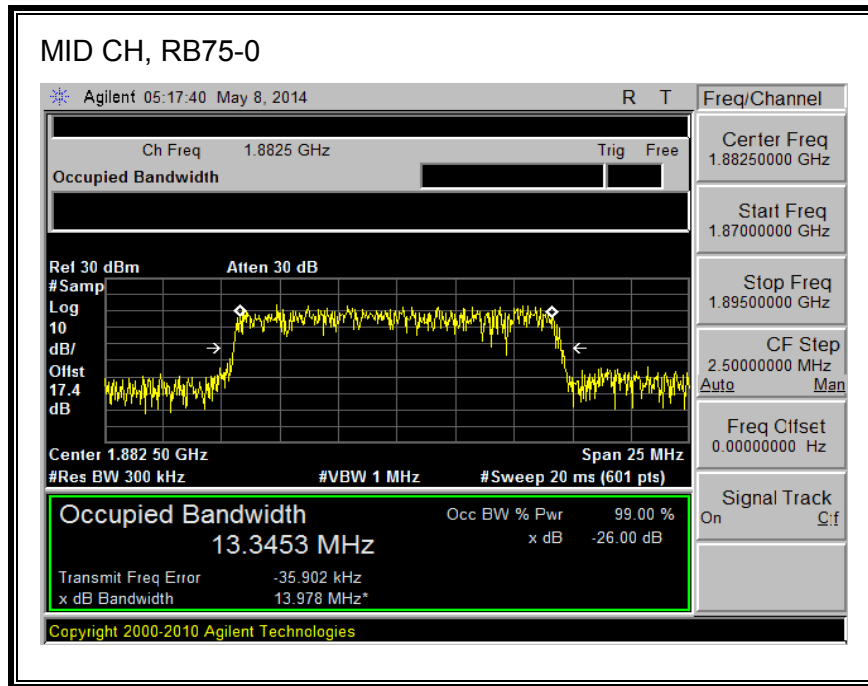 MID CH, RB75-0
Agilent 05:17:40 May 8, 2014 R T
Freq/Channel
Ch Freq 1.8825 GHz Trig Free
Occupied Bandwidth
Center Freq
1.88250000 GHz
Start Freq
1.87000000 GHz
Stop Freq
1.89500000 GHz
CF Step
2.50000000 MHz
Auto Man
Freq Offset
0.00000000 Hz
Signal Track
On Off
Ref 30 dBm Atten 30 dB
#Samp
Log
10
dB/
Offst
17.4
dB
Center 1.882 50 GHz Span 25 MHz
#Res BW 300 kHz #VBW 1 MHz #Sweep 20 ms (601 pts)
Occupied Bandwidth Occ BW % Pwr 99.00 %
13.3453 MHz x dB -26.00 dB
Transmit Freq Error -35.902 kHz
x dB Bandwidth 13.978 MHz*
Copyright 2000-2010 Agilent Technologies